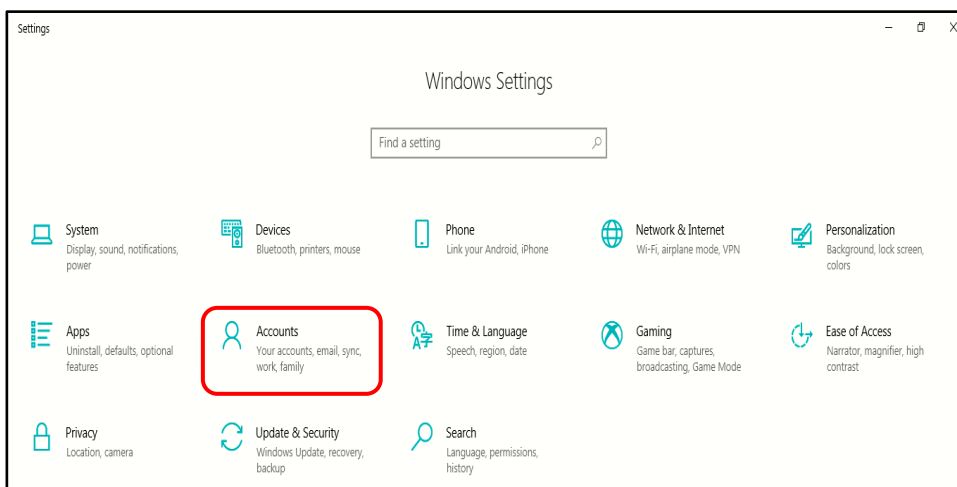 Settings
Windows Settings
Find a setting
System
Display, sound, notifications,
power
Devices
Bluetooth, printers, mouse
Phone
Link your Android, iPhone
Network & Internet
Wi-Fi, airplane mode, VPN
Personalization
Background, lock screen,
colors
Apps
Uninstall, defaults, optional
features
Accounts
Your accounts, email, sync,
work, family
Time & Language
Speech, region, date
Gaming
Game bar, captures,
broadcasting, Game Mode
Ease of Access
Narrator, magnifier, high
contrast
Privacy
Location, camera
Update & Security
Windows Update, recovery,
backup
Search
Language, permissions,
history